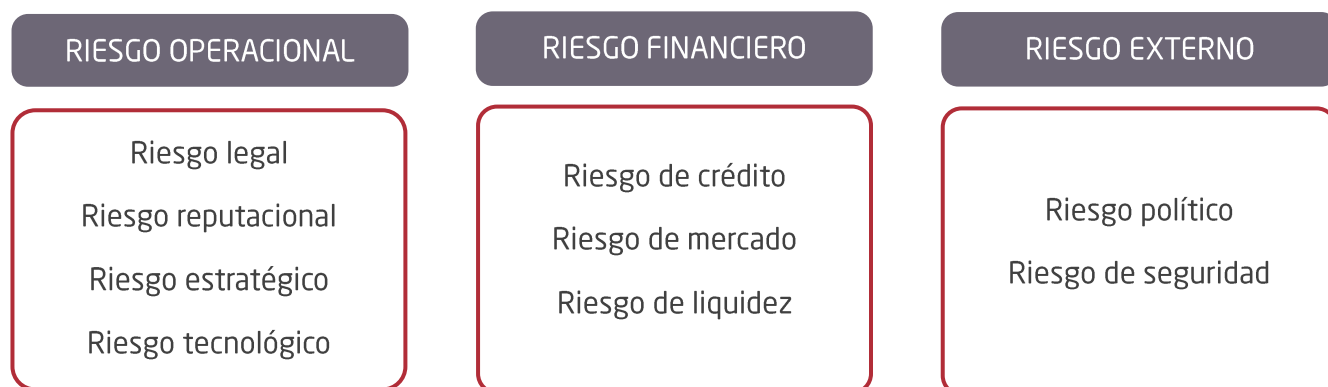 RIESGO OPERACIONAL
Riesgo legal
Riesgo reputacional
Riesgo estratégico
Riesgo tecnológico
RIESGO FINANCIERO
Riesgo de crédito
Riesgo de mercado
Riesgo de liquidez
RIESGO EXTERNO
Riesgo político
Riesgo de seguridad